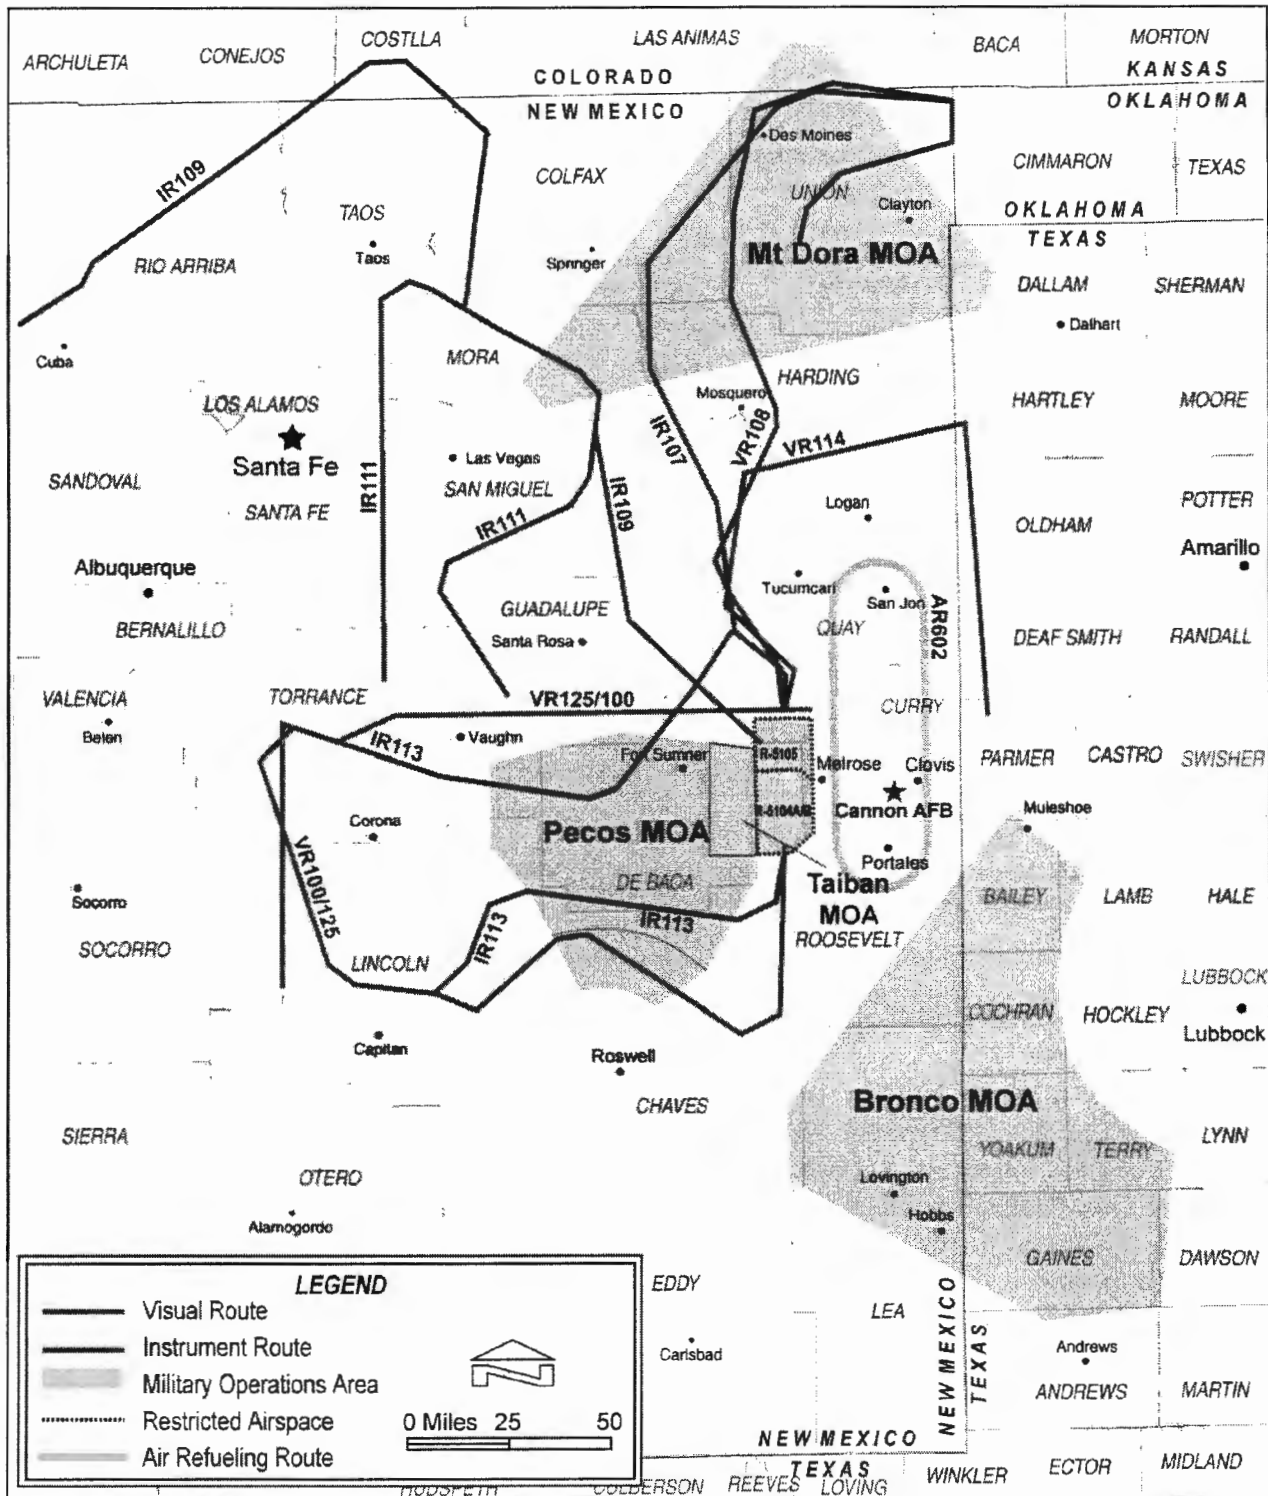 COSTLLA
LAS ANIMAS
BACA
MORTON
ARCHULETA
CONEJOS
COLORADO
KANSAS
NEW MEXICO
OKLAHOMA
Des Moines
CIMMARON
TEXAS
IR109
COLFAX
UNION
TAOS
Clayton
OKLAHOMA
Taos
TEXAS
RIO ARRIBA
Springer
Mt Dora MOA
DALLAM
SHERMAN
Dalhart
Cuba
MORA
HARDING
Mosquero
LOS ALAMOS
HARTLEY
MOORE
IR107
VR108
VR114
Santa Fe
Las Vegas
SANDOVAL
IR111
SAN MIGUEL
IR109
Logan
POTTER
SANTA FE
IR111
OLDHAM
Amarillo
Albuquerque
Tucumcari
San Jon
AR602
GUADALUPE
BERNALILLO
QUAY
DEAF SMITH
RANDALL
Santa Rosa
VALENCIA
TORRANCE
VR125/100
CURRY
Belen
IR113
Vaughn
Fort Sumner
R-5105
Melrose
Clovis
PARMER
CASTRO
SWISHER
Corona
Pecos MOA
R-5104A/B
Cannon AFB
Muleshoe
Portales
VR100/125
DE BACA
Taiban
MOA
BAILEY
LAMB
HALE
Socorro
IR113
IR113
ROOSEVELT
SOCORRO
LINCOLN
LUBBOCK
COCHRAN
HOCKLEY
Lubbock
Capitan
Roswell
CHAVES
Bronco MOA
SIERRA
YOAKUM
TERRY
LYNN
OTERO
Lovington
Alamogordo
Hobbs
GAINES
DAWSON
LEGEND
Visual Route
Instrument Route
Military Operations Area
Restricted Airspace
Air Refueling Route
N
0 Miles 25 50
EDDY
LEA
NEW MEXICO
TEXAS
Carlsbad
Andrews
ANDREWS
MARTIN
NEW MEXICO
TEXAS
HUDSPETH
CULBERSON
REEVES
LOVING
WINKLER
ECTOR
MIDLAND